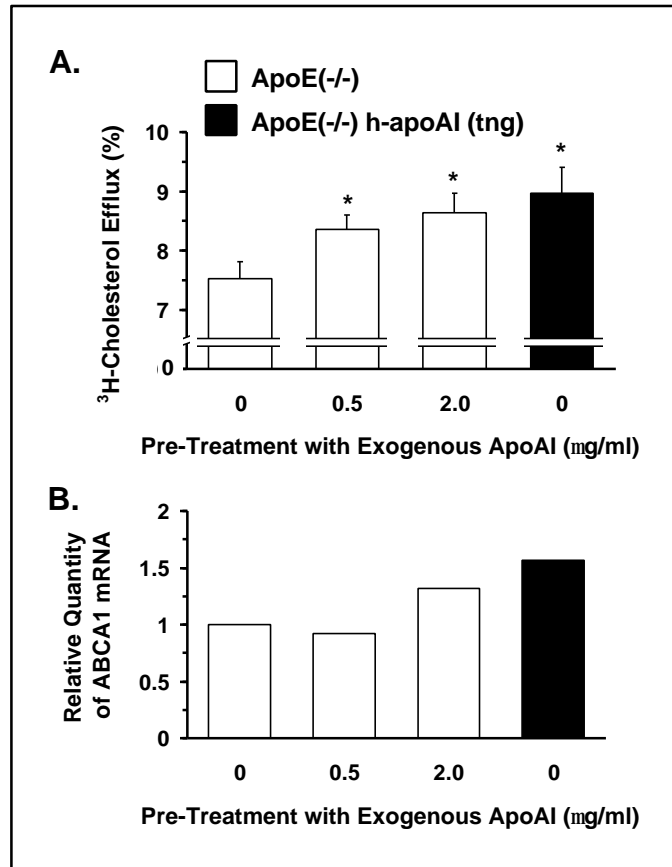 A.
ApoE(-/-)
ApoE(-/-) h-apoAI (tng)
³H-Cholesterol Efflux (%)
10
9
8
7
0
*
*
*
0 0.5 2.0 0
Pre-Treatment with Exogenous ApoAI (mg/ml)
B.
Relative Quantity
of ABCA1 mRNA
2
1.5
1
0.5
0
0 0.5 2.0 0
Pre-Treatment with Exogenous ApoAI (mg/ml)